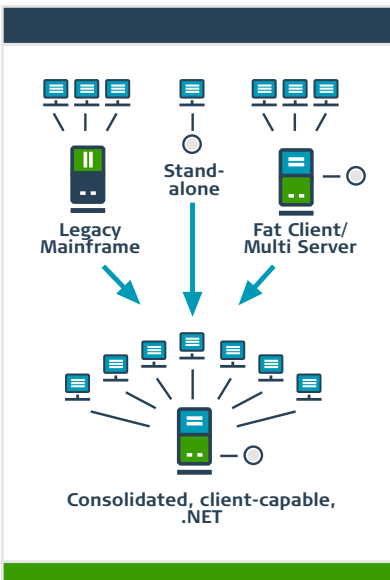 Stand-
alone
Legacy
Mainframe
Fat Client/
Multi Server
Consolidated, client-capable,
.NET